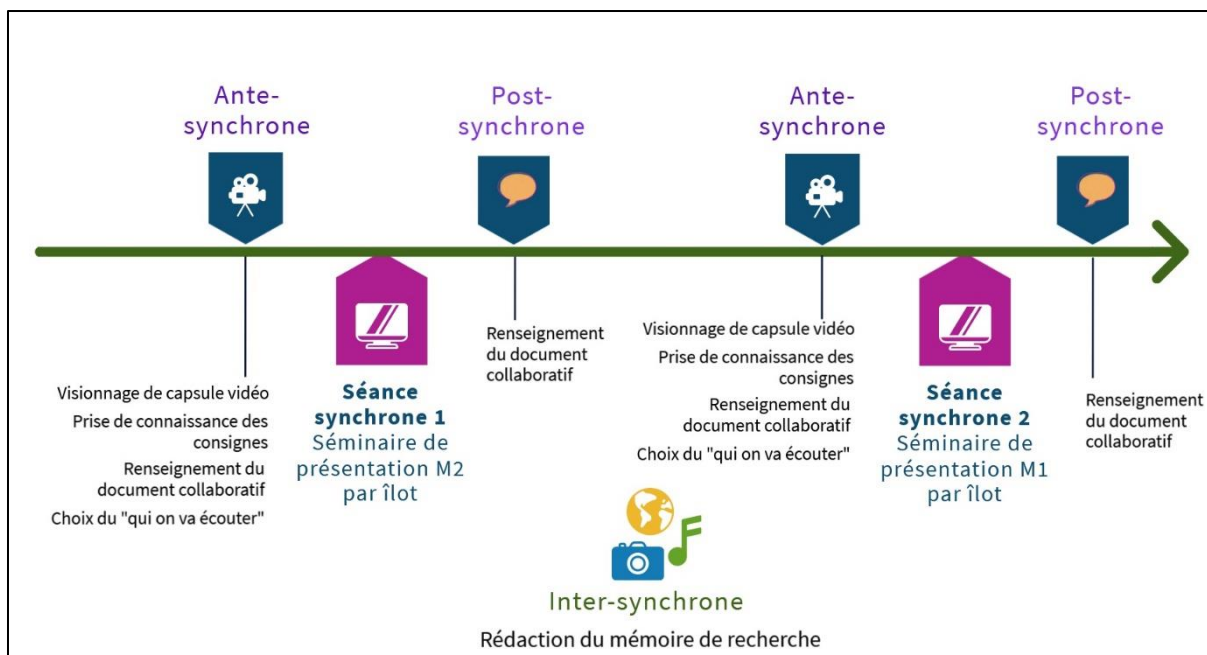 Ante-
synchrone
Post-
synchrone
Ante-
synchrone
Post-
synchrone
Visionnage de capsule vidéo
Prise de connaissance des
consignes
Renseignement du
document collaboratif
Choix du "qui on va écouter"
Séance
synchrone 1
Séminaire de
présentation M2
par îlot
Renseignement
du document
collaboratif
Visionnage de capsule vidéo
Prise de connaissance des
consignes
Renseignement du
document collaboratif
Choix du "qui on va écouter"
Séance
synchrone 2
Séminaire de
présentation M1
par îlot
Renseignement
du document
collaboratif
Inter-synchrone
Rédaction du mémoire de recherche